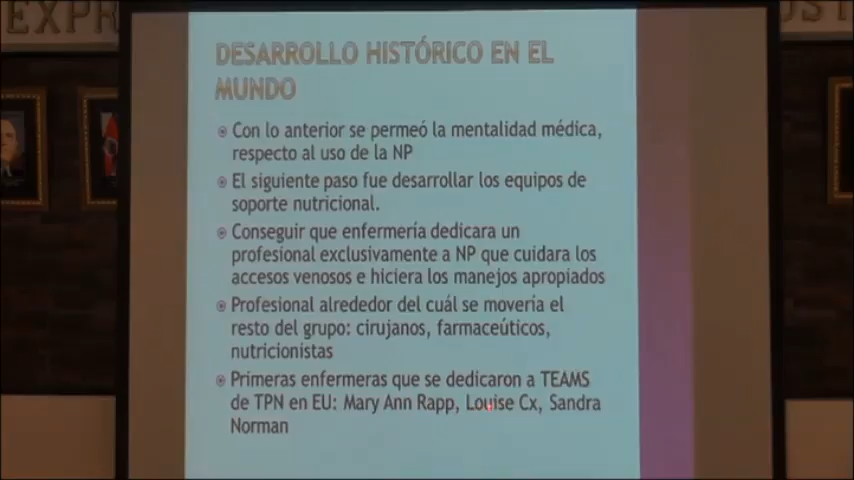 EXPR
DESARROLLO HISTÓRICO EN EL
MUNDO
Con lo anterior se permeó la mentalidad médica,
respecto al uso de la NP
El siguiente paso fue desarrollar los equipos de
soporte nutricional.
Conseguir que enfermería dedicara un
profesional exclusivamente a NP que cuidara los
accesos venosos e hiciera los manejos apropiados
Profesional alrededor del cuál se movería el
resto del grupo: cirujanos, farmaceúticos,
nutricionistas
Primeras enfermeras que se dedicaron a TEAMS
de TPN en EU: Mary Ann Rapp, Louise Cx, Sandra
Norman